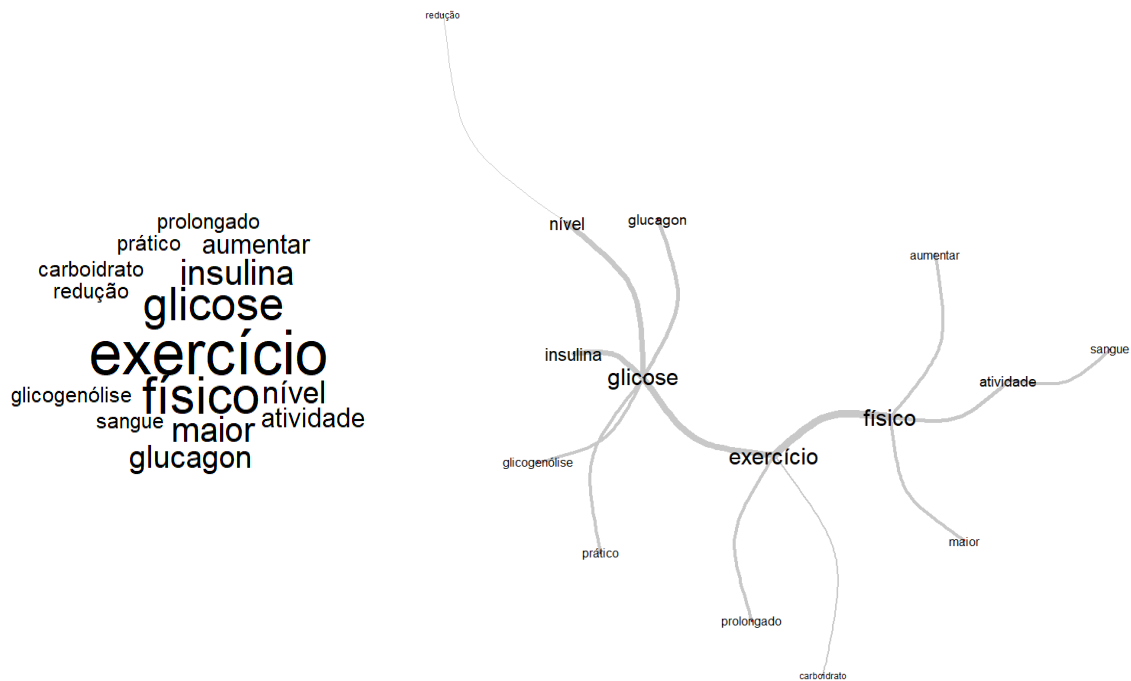 prolongado
prático aumentar
carboidrato insulina
redução
glicose
exercício
glicogenólise físico nível
sangue maior atividade
glucagon
redução
nível glucagon
aumentar
insulina
sangue
glicose
atividade
físico
exercício
glicogenólise
prático
maior
prolongado
carboidrato